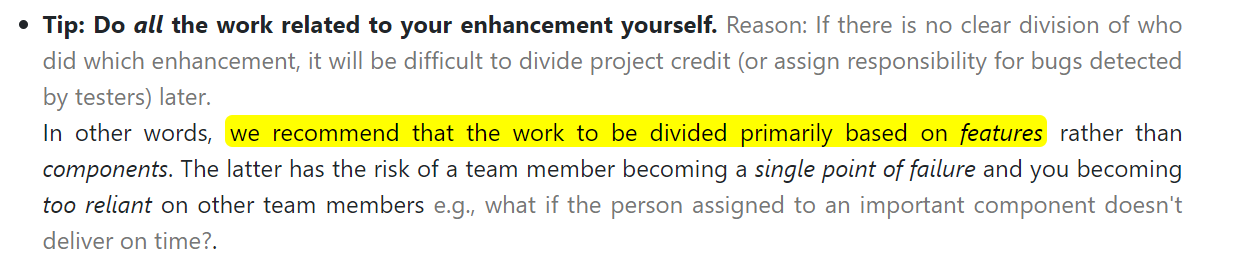 • Tip: Do all the work related to your enhancement yourself. Reason: If there is no clear division of who
did which enhancement, it will be difficult to divide project credit (or assign responsibility for bugs detected
by testers) later.
In other words, we recommend that the work to be divided primarily based on features rather than
components. The latter has the risk of a team member becoming a single point of failure and you becoming
too reliant on other team members e.g., what if the person assigned to an important component doesn't
deliver on time?.